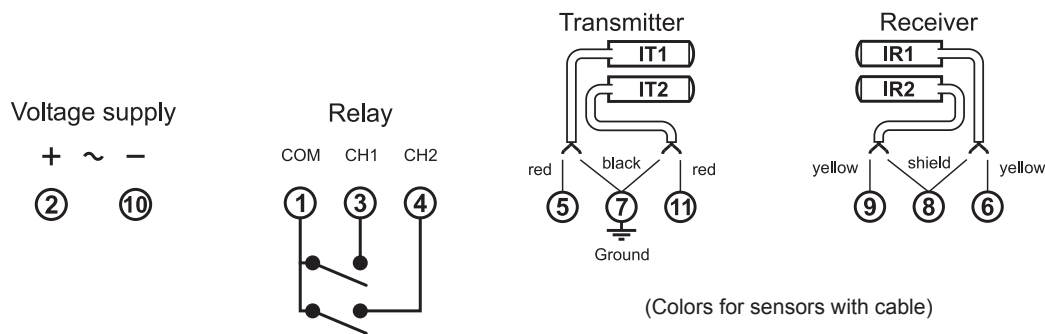 Voltage supply
+ ~ −
2 10
Relay
COM CH1 CH2
1 3 4
Transmitter
IT1
IT2
red black red
5 7 11
Ground
Receiver
IR1
IR2
yellow shield yellow
9 8 6
(Colors for sensors with cable)